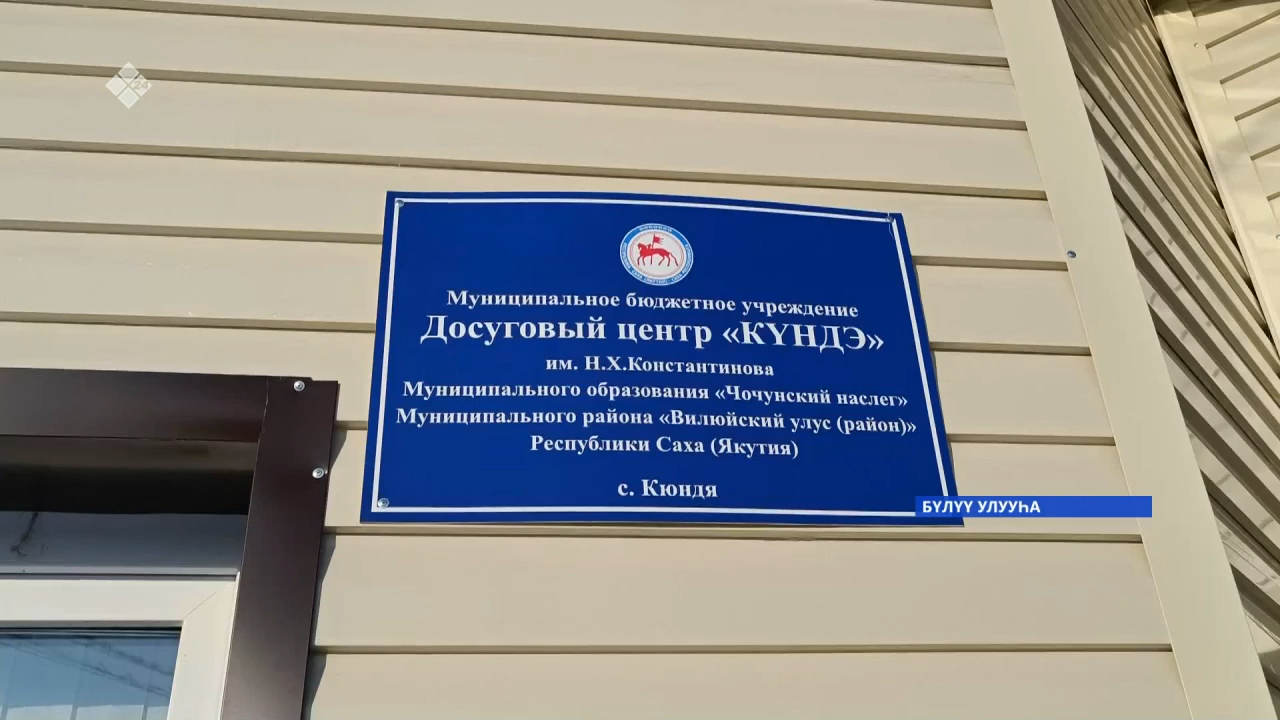 24
Муниципальное бюджетное учреждение
Досуговый центр «КҮНДЭ»
им. Н.Х.Константинова
Муниципального образования «Чочунский наслег»
Муниципального района «Вилюйский улус (район)»
Республики Саха (Якутия)
с. Кюндя
БҮЛҮҮ УЛУУҺА